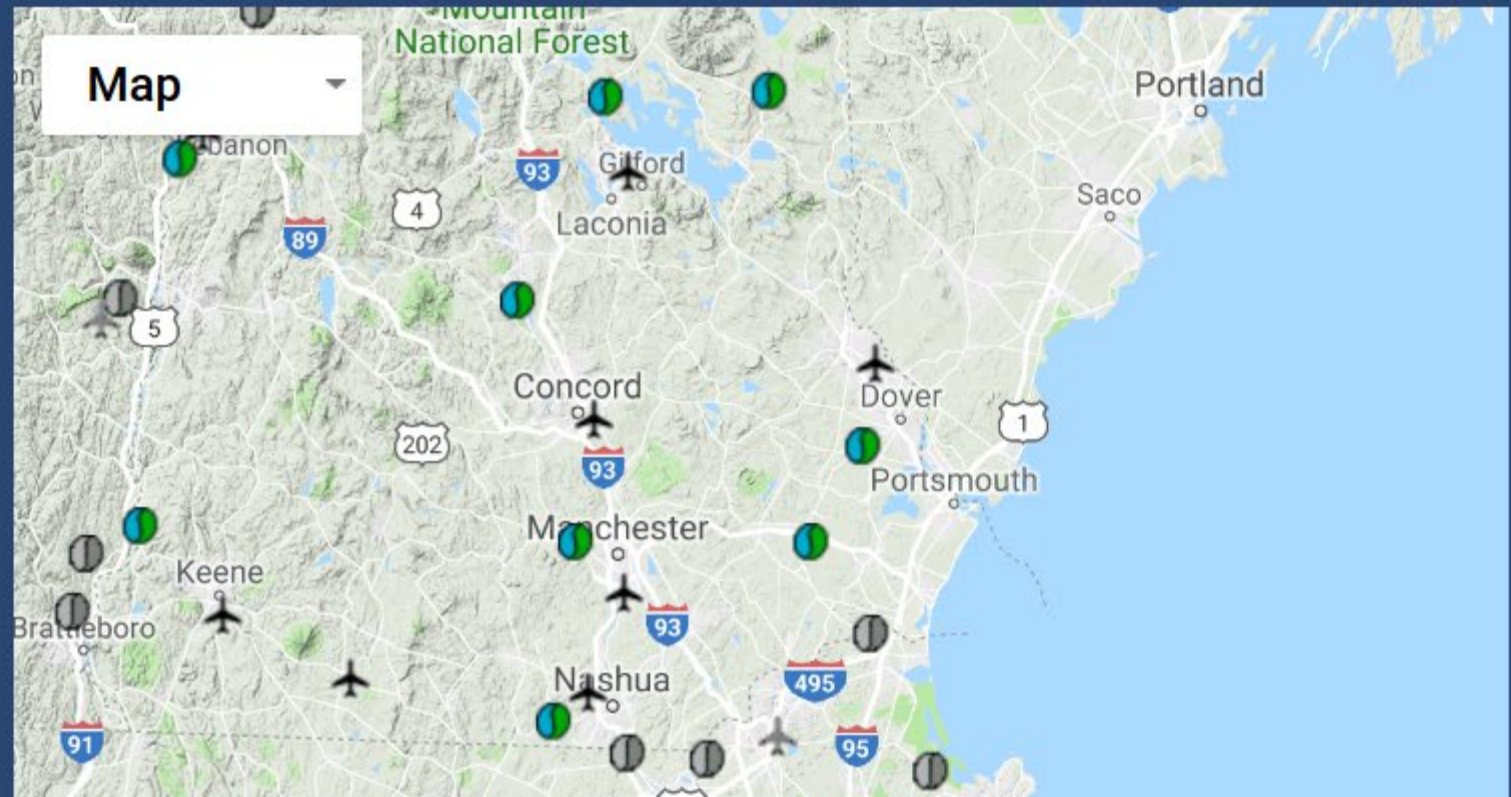 Mountain
National Forest
Map
Portland
banon
Gilford
93
Saco
4
Laconia
89
5
Concord
Dover
1
202
93
Portsmouth
Manchester
Keene
93
Brattleboro
Nashua
495
91
95